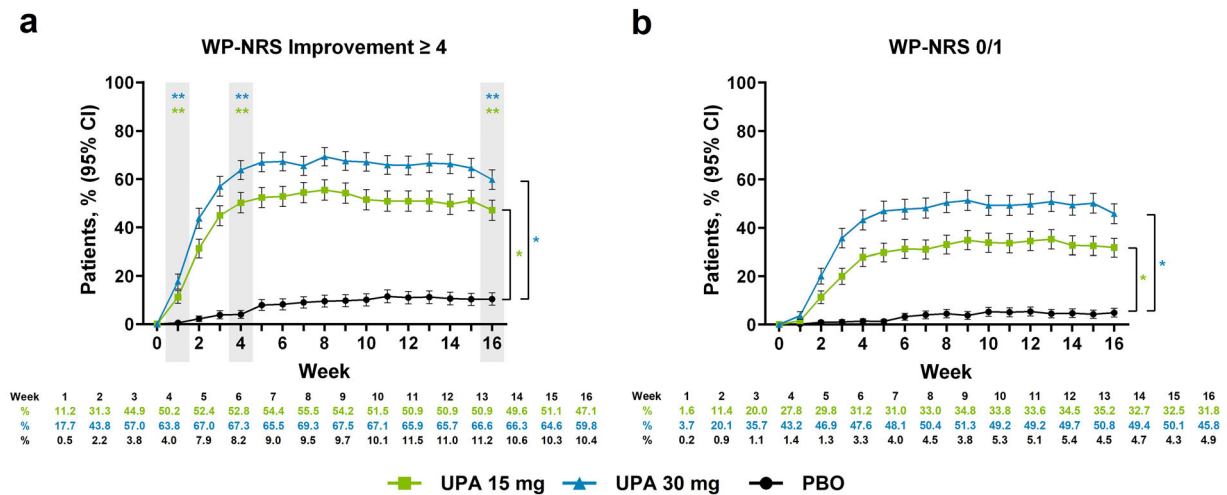 a
WP-NRS Improvement ≥ 4
Patients, % (95% CI)
100
80
60
40
20
0
** ** **
** ** **
* *
0 2 4 6 8 10 12 14 16
Week
Week 1 2 3 4 5 6 7 8 9 10 11 12 13 14 15 16
% 11.2 31.3 44.9 50.2 52.4 52.8 54.4 55.5 54.2 51.5 50.9 50.9 50.9 49.6 51.1 47.1
% 17.7 43.8 57.0 63.8 67.0 67.3 65.5 69.3 67.5 67.1 65.9 65.7 66.6 66.3 64.6 59.8
% 0.5 2.2 3.8 4.0 7.9 8.2 9.0 9.5 9.7 10.1 11.5 11.0 11.2 10.6 10.3 10.4
b
WP-NRS 0/1
Patients, % (95% CI)
100
80
60
40
20
0
* *
0 2 4 6 8 10 12 14 16
Week
Week 1 2 3 4 5 6 7 8 9 10 11 12 13 14 15 16
% 1.6 11.4 20.0 27.8 29.8 31.2 31.0 33.0 34.8 33.8 33.6 34.5 35.2 32.7 32.5 31.8
% 3.7 20.1 35.7 43.2 46.9 47.6 48.1 50.4 51.3 49.2 49.2 49.7 50.8 49.4 50.1 45.8
% 0.2 0.9 1.1 1.4 1.3 3.3 4.0 4.5 3.8 5.3 5.1 5.4 4.5 4.7 4.3 4.9
UPA 15 mg UPA 30 mg PBO